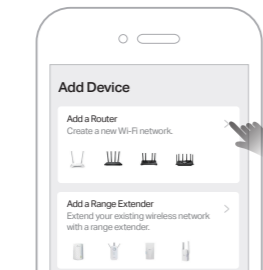 Add Device
Add a Router
Create a new Wi-Fi network.
Add a Range Extender
Extend your existing wireless network
with a range extender.